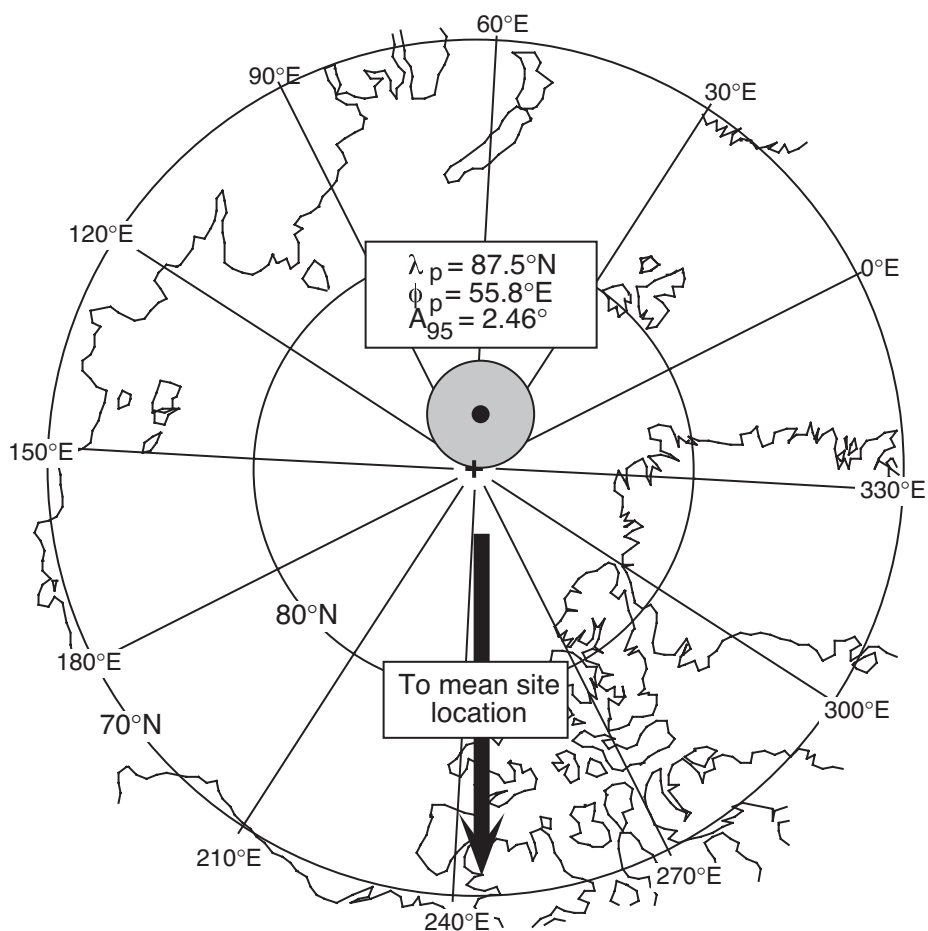 60°E
90°E
30°E
120°E
0°E
λp = 87.5°N
ϕp = 55.8°E
A95 = 2.46°
150°E
330°E
80°N
180°E
To mean site
location
300°E
70°N
210°E
270°E
240°E